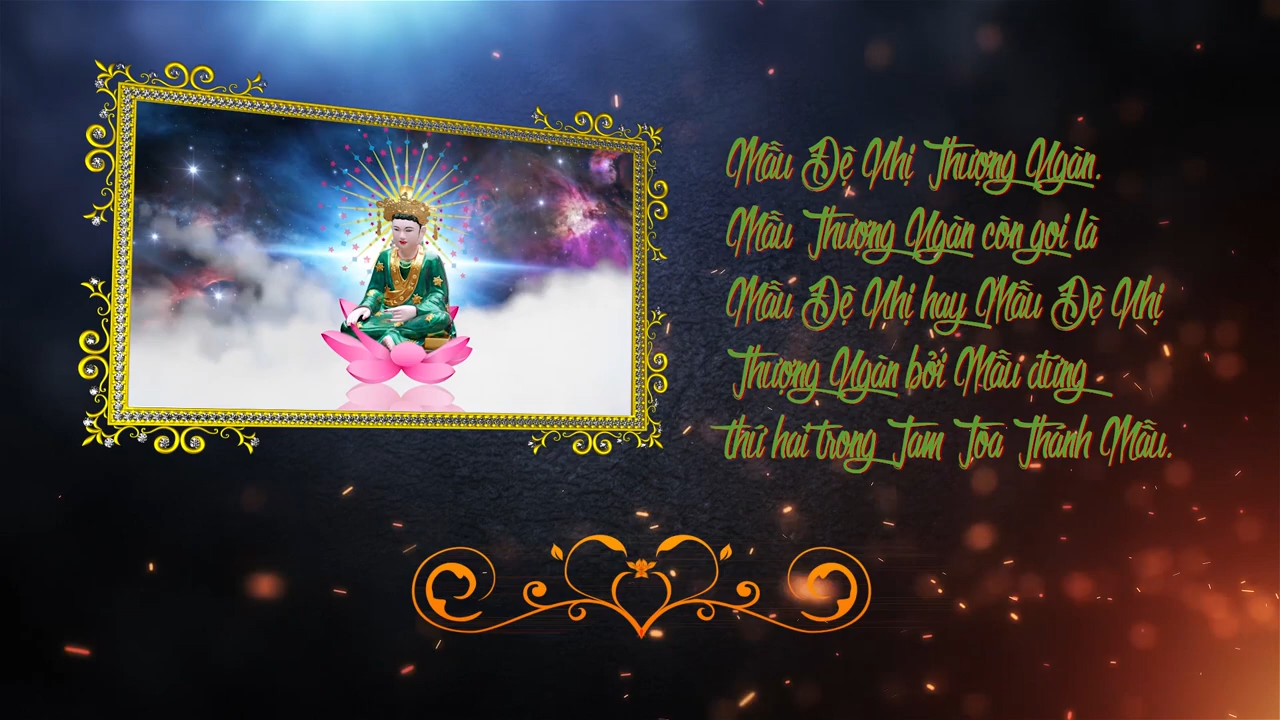 Mẫu Đệ Nhị Thượng Ngàn.
Mẫu Thượng Ngàn còn gọi là
Mẫu Đệ Nhị hay Mẫu Đệ Nhị
Thượng Ngàn bởi Mẫu đứng
thứ hai trong Tam Tòa Thánh Mẫu.